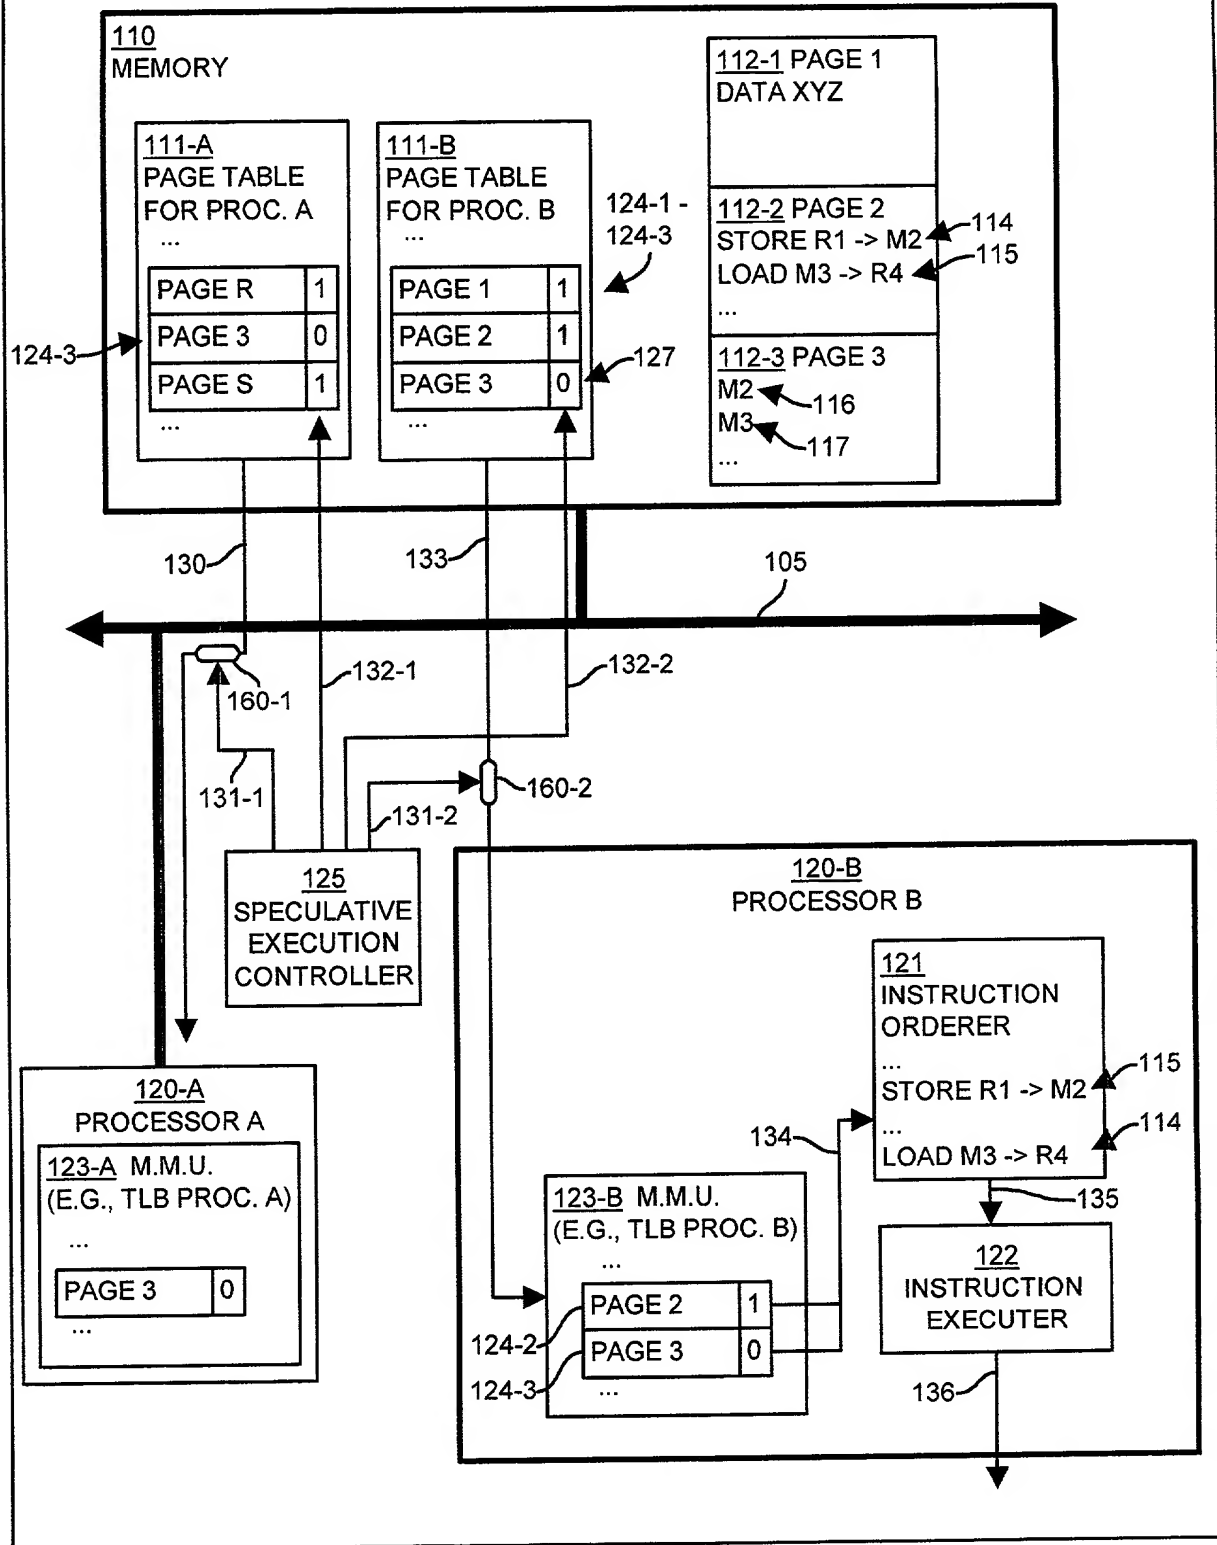 110
MEMORY
112-1 PAGE 1
DATA XYZ
111-A
PAGE TABLE
FOR PROC. A
...
PAGE R 1
PAGE 3 0
PAGE S 1
...
124-3
111-B
PAGE TABLE
FOR PROC. B
...
PAGE 1 1
PAGE 2 1
PAGE 3 0
...
124-1 -
124-3
127
112-2 PAGE 2
STORE R1 -> M2
LOAD M3 -> R4
...
114
115
112-3 PAGE 3
M2
M3
...
116
117
130
133
105
132-1
132-2
160-1
131-1
160-2
131-2
125
SPECULATIVE
EXECUTION
CONTROLLER
120-B
PROCESSOR B
121
INSTRUCTION
ORDERER
...
STORE R1 -> M2
...
LOAD M3 -> R4
115
114
134
135
120-A
PROCESSOR A
123-A M.M.U.
(E.G., TLB PROC. A)
...
PAGE 3 0
...
123-B M.M.U.
(E.G., TLB PROC. B)
...
PAGE 2 1
PAGE 3 0
...
124-2
124-3
122
INSTRUCTION
EXECUTER
136